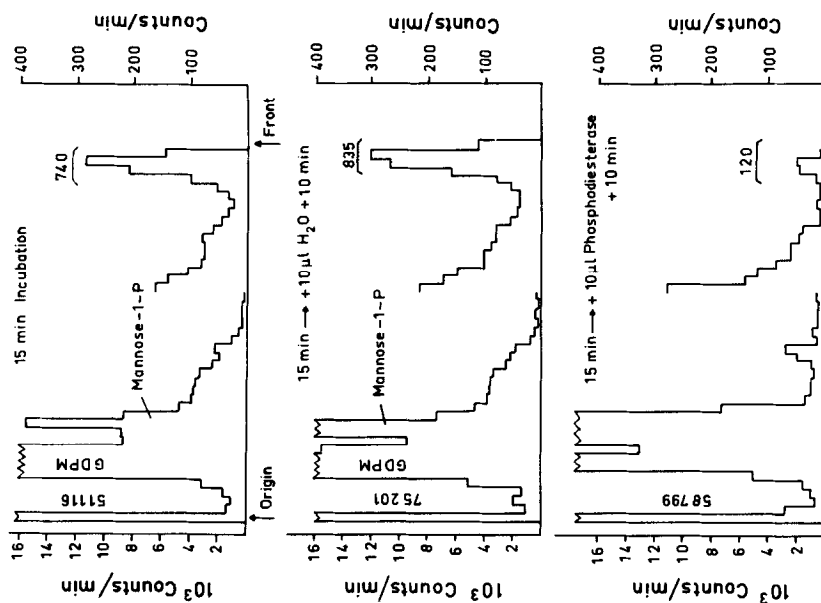 400
300
200
100
Counts/min
740
Front
15 min Incubation
Mannose-1~P
GDPM
51116
Origin
16
14
12
10
8
6
4
2
10³ Counts/min
400
300
200
100
Counts/min
835
15 min → +10 µl H₂O + 10 min
Mannose-1~P
GDPM
75201
16
14
12
10
8
6
4
2
10³ Counts/min
400
300
200
100
Counts/min
120
15 min → + 10 µl Phosphodiesterase
+ 10 min
58799
16
14
12
10
8
6
4
2
10³ Counts/min